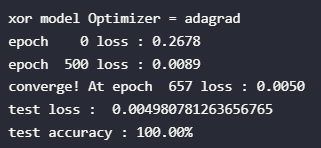 xor model Optimizer = adagrad
epoch    0 loss : 0.2678
epoch  500 loss : 0.0089
converge! At epoch  657 loss : 0.0050
test loss :  0.004980781263656765
test accuracy : 100.00%